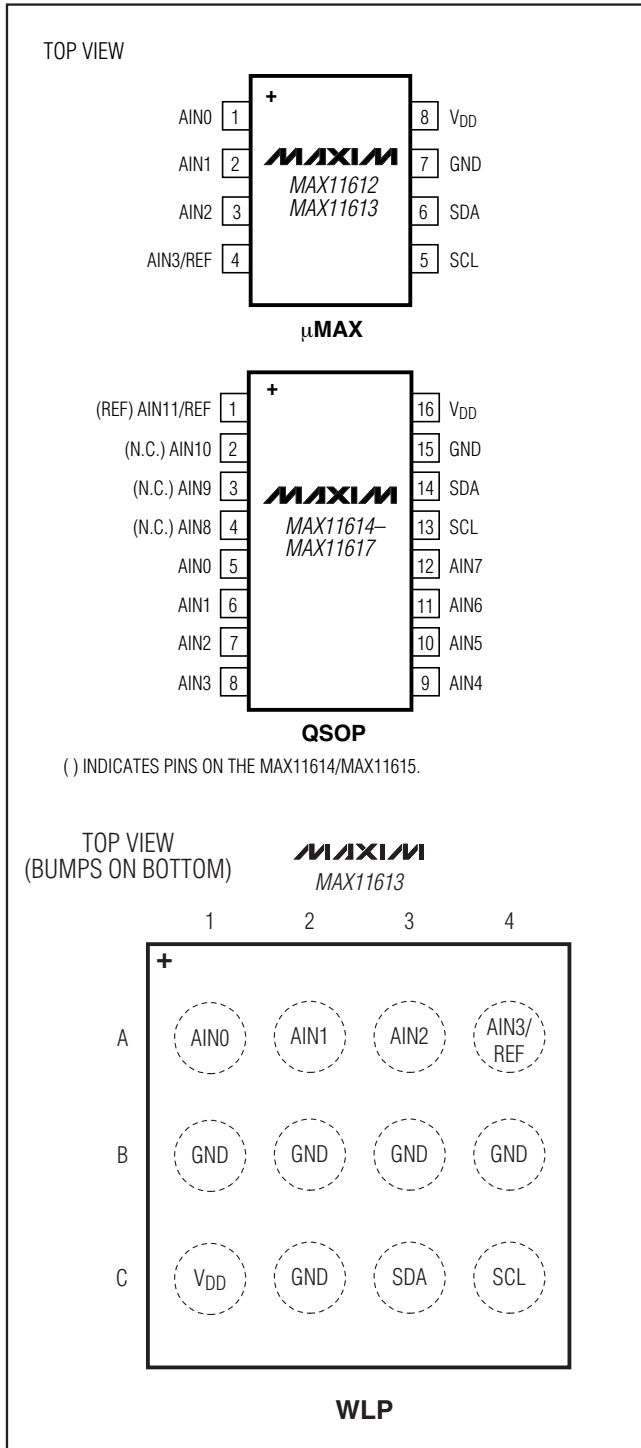 TOP VIEW
+
AIN0 1 8 VDD
AIN1 2 MAXIM 7 GND
MAX11612
MAX11613
AIN2 3 6 SDA
AIN3/REF 4 5 SCL
µMAX
+
(REF) AIN11/REF 1 16 VDD
(N.C.) AIN10 2 15 GND
(N.C.) AIN9 3 MAXIM 14 SDA
(N.C.) AIN8 4 MAX11614– 13 SCL
MAX11617
AIN0 5 12 AIN7
AIN1 6 11 AIN6
AIN2 7 10 AIN5
AIN3 8 9 AIN4
QSOP
( ) INDICATES PINS ON THE MAX11614/MAX11615.
TOP VIEW
(BUMPS ON BOTTOM)
MAXIM
MAX11613
1 2 3 4
+
A AIN0 AIN1 AIN2 AIN3/
REF
B GND GND GND GND
C VDD GND SDA SCL
WLP